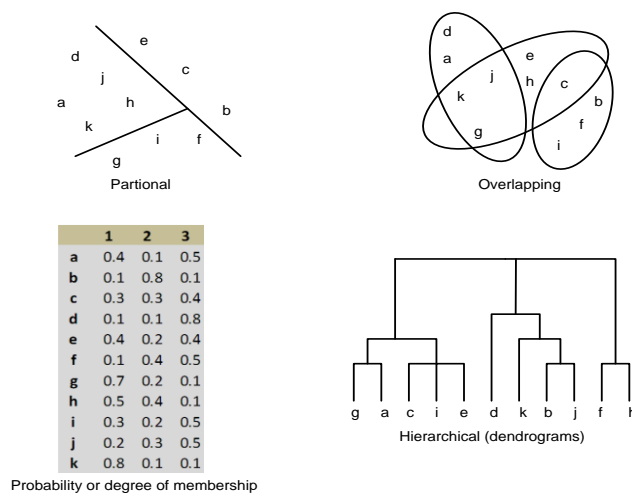 e
d
c
j
a
h
b
k
f
i
g
Partional
d
e
a
j
h
c
k
b
f
g
i
Overlapping
1 2 3
a 0.4 0.1 0.5
b 0.1 0.8 0.1
c 0.3 0.3 0.4
d 0.1 0.1 0.8
e 0.4 0.2 0.4
f 0.1 0.4 0.5
g 0.7 0.2 0.1
h 0.5 0.4 0.1
i 0.3 0.2 0.5
j 0.2 0.3 0.5
k 0.8 0.1 0.1
Probability or degree of membership
g a c i e d k b j f h
Hierarchical (dendrograms)